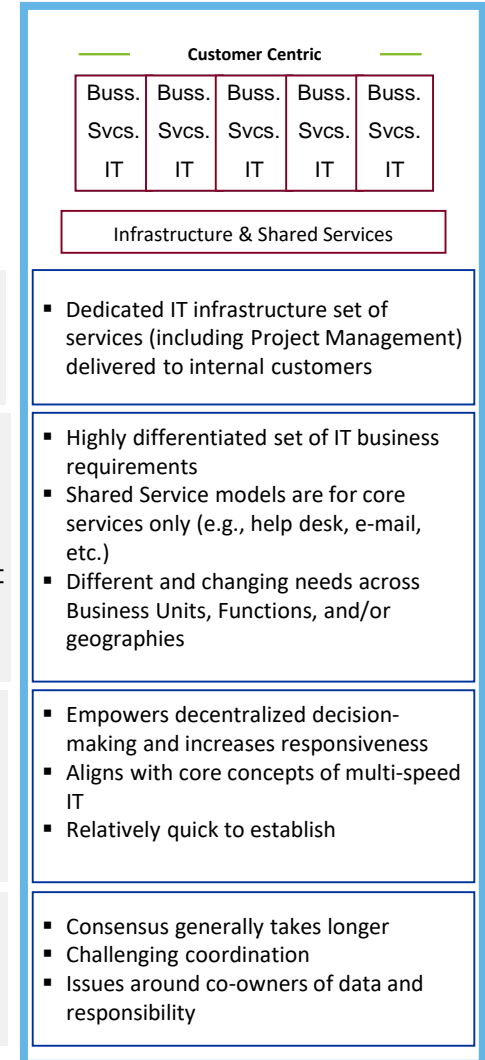 Customer Centric
Buss. Buss. Buss. Buss. Buss.
Svcs. Svcs. Svcs. Svcs. Svcs.
IT IT IT IT IT
Infrastructure & Shared Services
▪ Dedicated IT infrastructure set of
services (including Project Management)
delivered to internal customers
▪ Highly differentiated set of IT business
requirements
▪ Shared Service models are for core
services only (e.g., help desk, e-mail,
etc.)
▪ Different and changing needs across
Business Units, Functions, and/or
geographies
▪ Empowers decentralized decision-
making and increases responsiveness
▪ Aligns with core concepts of multi-speed
IT
▪ Relatively quick to establish
▪ Consensus generally takes longer
▪ Challenging coordination
▪ Issues around co-owners of data and
responsibility